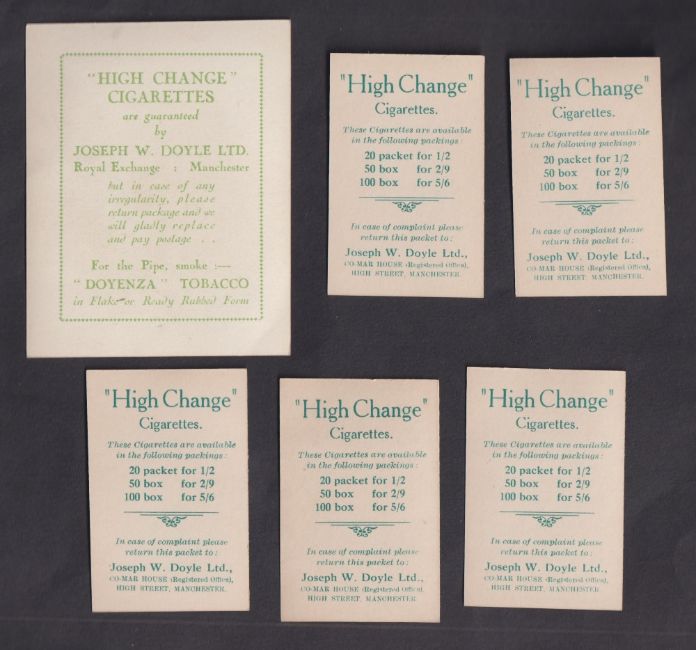 "HIGH CHANGE"
CIGARETTES
are guaranteed
by
JOSEPH W. DOYLE LTD.
Royal Exchange : Manchester
but in case of any
irregularity, please
return package and we
will gladly replace
and pay postage . .
For the Pipe, smoke :—
"DOYENZA" TOBACCO
in Flake or Ready Rubbed Form
"High Change"
Cigarettes.
These Cigarettes are available
in the following packings:
20 packet for 1/2
50 box for 2/9
100 box for 5/6
In case of complaint please
return this packet to:
Joseph W. Doyle Ltd.,
CO-MAR HOUSE (Registered Office),
HIGH STREET, MANCHESTER.
"High Change"
Cigarettes.
These Cigarettes are available
in the following packings:
20 packet for 1/2
50 box for 2/9
100 box for 5/6
In case of complaint please
return this packet to:
Joseph W. Doyle Ltd.,
CO-MAR HOUSE (Registered Office),
HIGH STREET, MANCHESTER.
"High Change"
Cigarettes.
These Cigarettes are available
in the following packings:
20 packet for 1/2
50 box for 2/9
100 box for 5/6
In case of complaint please
return this packet to:
Joseph W. Doyle Ltd.,
CO-MAR HOUSE (Registered Office),
HIGH STREET, MANCHESTER.
"High Change"
Cigarettes.
These Cigarettes are available
in the following packings:
20 packet for 1/2
50 box for 2/9
100 box for 5/6
In case of complaint please
return this packet to:
Joseph W. Doyle Ltd.,
CO-MAR HOUSE (Registered Office),
HIGH STREET, MANCHESTER.
"High Change"
Cigarettes.
These Cigarettes are available
in the following packings:
20 packet for 1/2
50 box for 2/9
100 box for 5/6
In case of complaint please
return this packet to:
Joseph W. Doyle Ltd.,
CO-MAR HOUSE (Registered Office),
HIGH STREET, MANCHESTER.